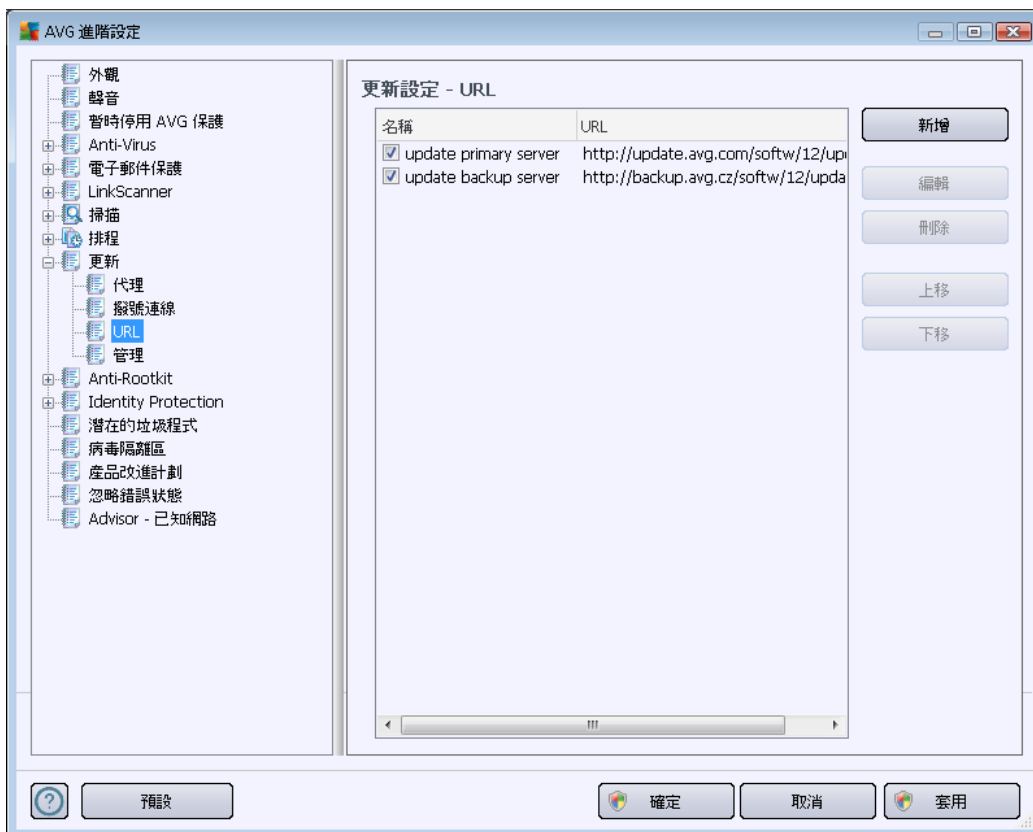 AVG 進階設定
外觀
聲音
暫時停用 AVG 保護
Anti-Virus
電子郵件保護
LinkScanner
掃描
排程
更新
代理
撥號連線
URL
管理
Anti-Rootkit
Identity Protection
潛在的垃圾程式
病毒隔離區
產品改進計劃
忽略錯誤狀態
Advisor - 已知網路
更新設定 - URL
名稱 URL
update primary server http://update.avg.com/softw/12/up
update backup server http://backup.avg.cz/softw/12/upda
新增
編輯
刪除
上移
下移
預設
確定
取消
套用